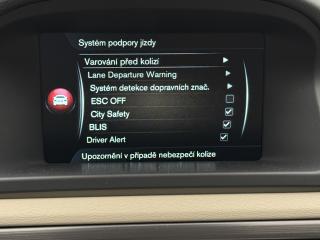 Systém podpory jízdy
Varování před kolizí
Lane Departure Warning
Systém detekce dopravních znač.
ESC OFF
City Safety
BLIS
Driver Alert
Upozornění v případě nebezpečí kolize